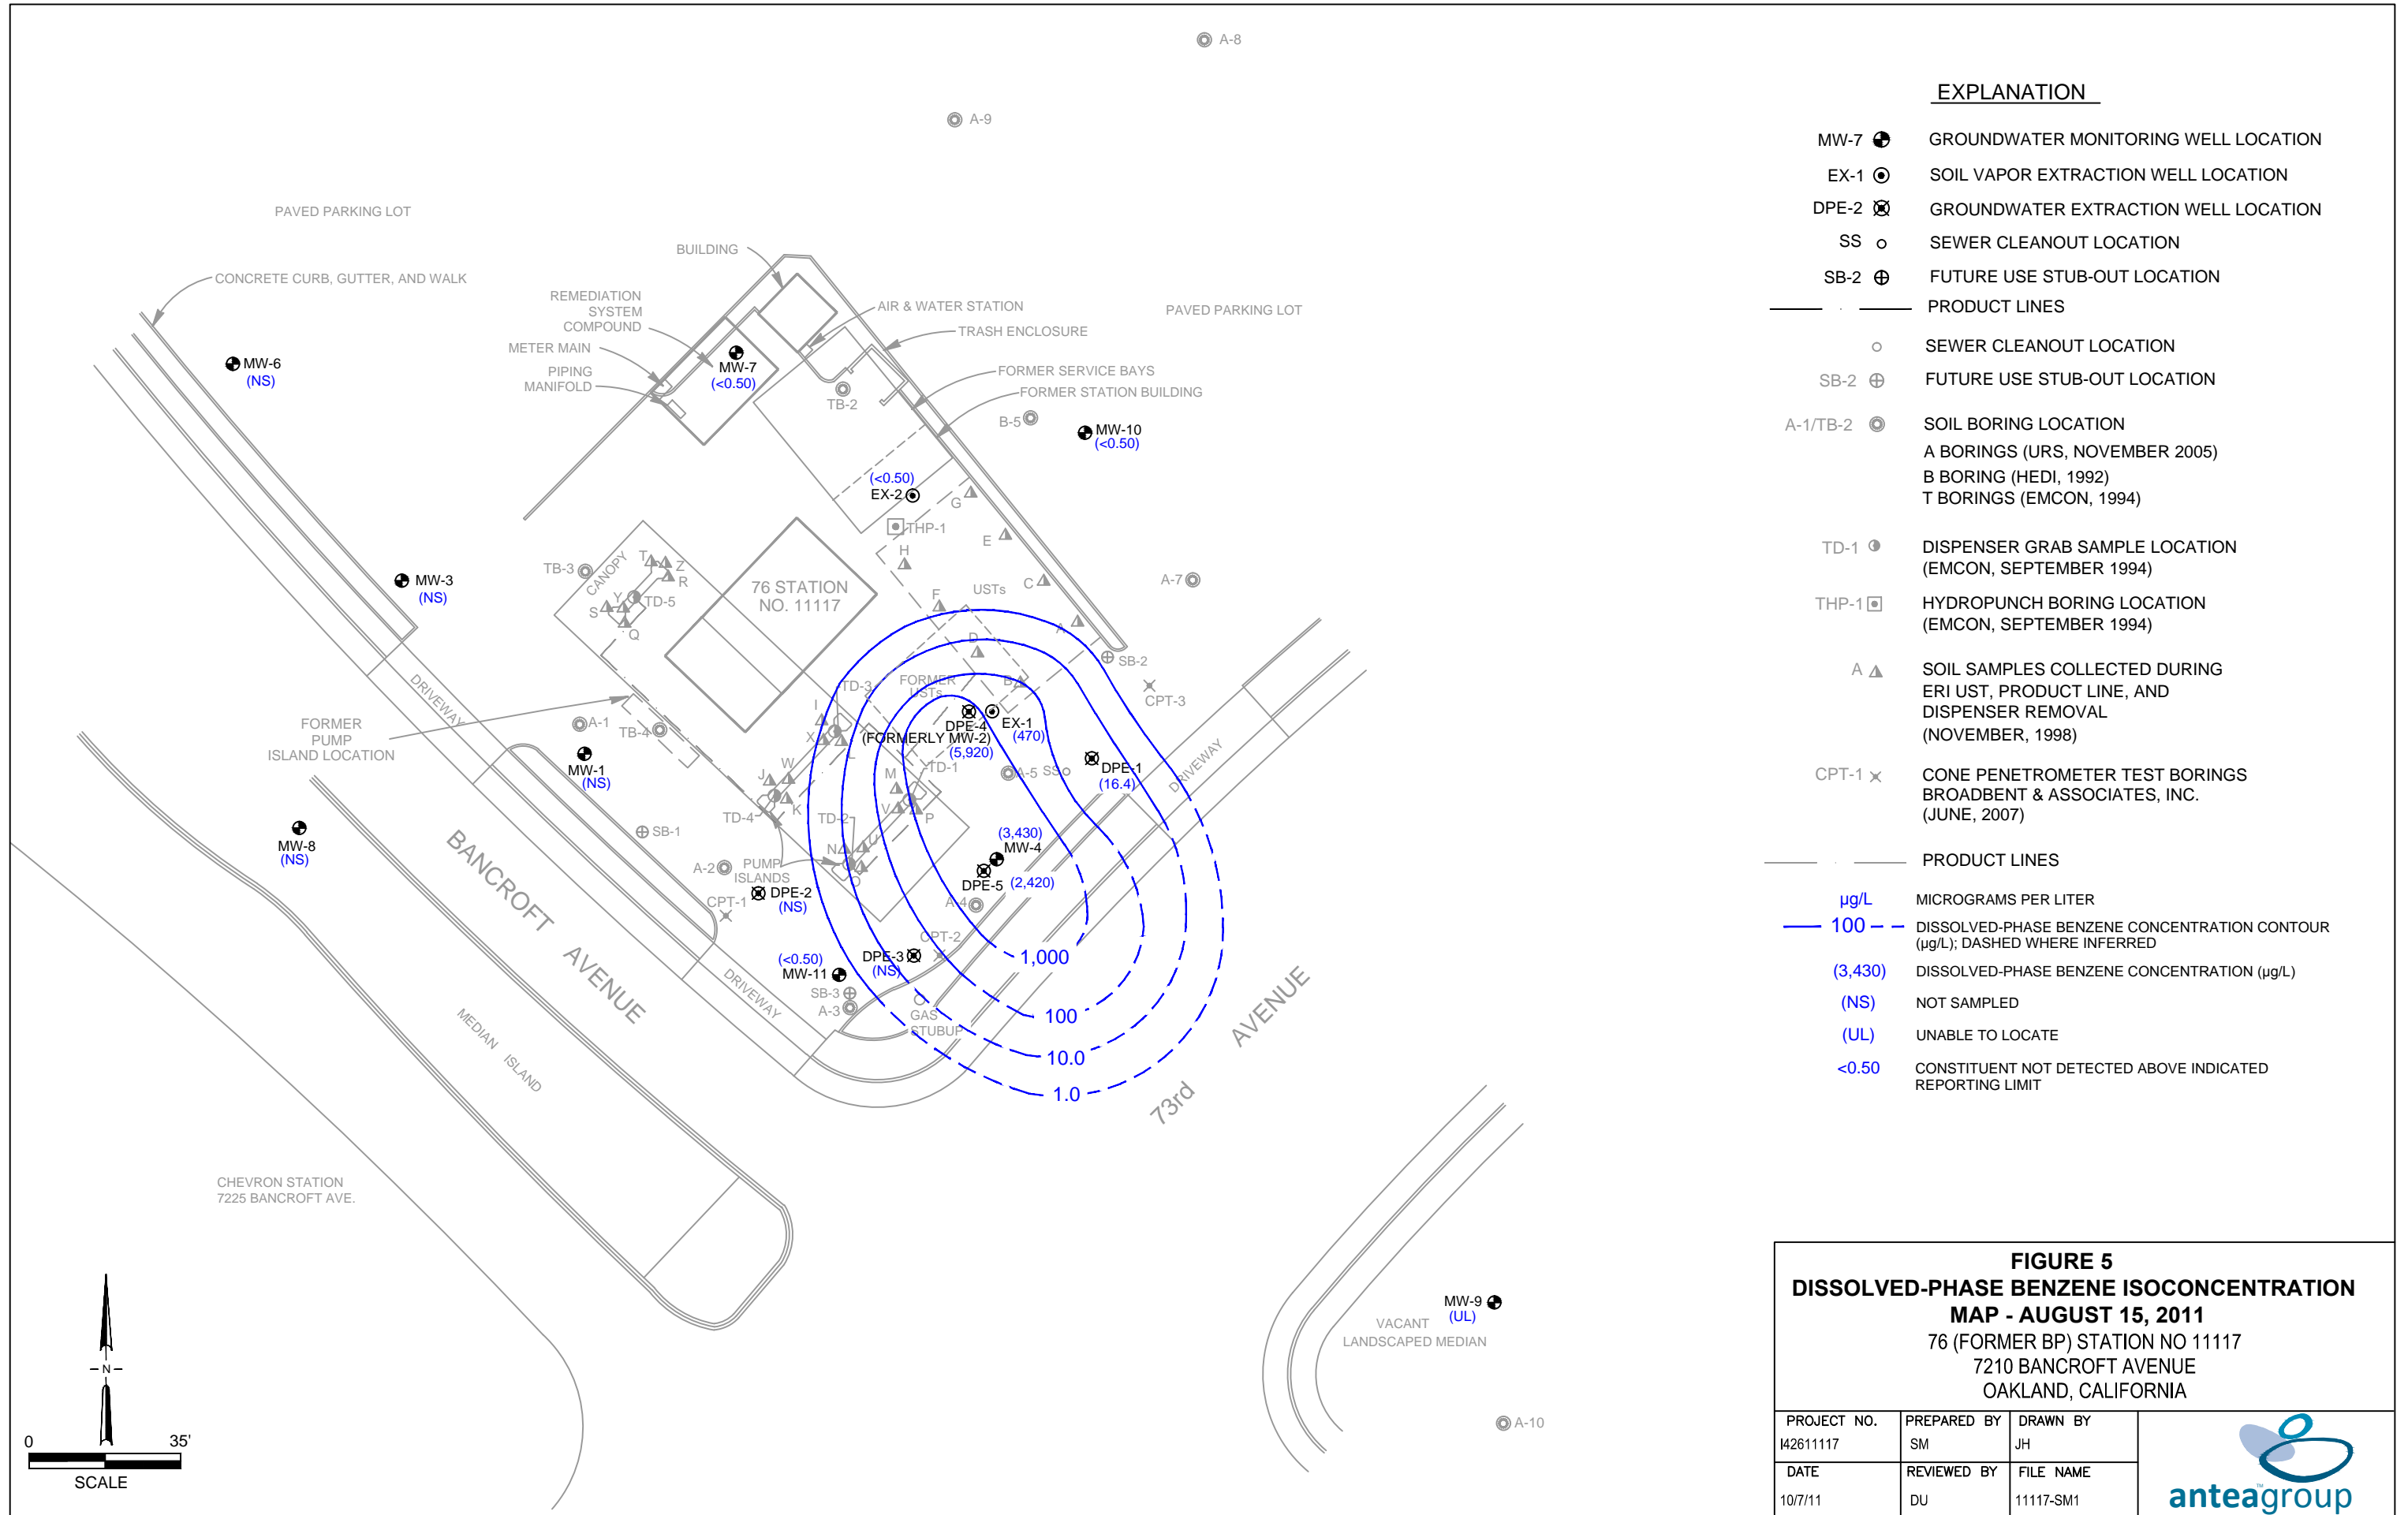 A-8
A-9
PAVED PARKING LOT
BUILDING
CONCRETE CURB, GUTTER, AND WALK
REMEDIATION
SYSTEM
COMPOUND
AIR & WATER STATION
PAVED PARKING LOT
TRASH ENCLOSURE
METER MAIN
MW-6
(NS)
MW-7
(<0.50)
PIPING
MANIFOLD
FORMER SERVICE BAYS
FORMER STATION BUILDING
TB-2
B-5
MW-10
(<0.50)
(<0.50)
EX-2
G
THP-1
E
H
TB-3
CANOPY
T
Z
R
Y
TD-5
S
Q
76 STATION
NO. 11117
MW-3
(NS)
USTs
C
A-7
F
A
D
SB-2
DRIVEWAY
TD-3
FORMER
USTs
B
CPT-3
I
X
L
FORMER
PUMP
ISLAND LOCATION
A-1
TB-4
DPE-4
(FORMERLY MW-2)
(5,920)
EX-1
(470)
MW-1
(NS)
J
W
K
M
TD-1
A-5
SS
DPE-1
(16.4)
DRIVEWAY
V
P
TD-4
TD-2
SB-1
MW-8
(NS)
N
U
O
(3,430)
MW-4
DPE-5
(2,420)
A-2
PUMP
ISLANDS
DPE-2
(NS)
CPT-1
A-4
BANCROFT AVENUE
CPT-2
DPE-3
(NS)
(<0.50)
MW-11
1,000
SB-3
A-3
DRIVEWAY
GAS
STUBUP
100
10.0
1.0
73rd AVENUE
MEDIAN ISLAND
CHEVRON STATION
7225 BANCROFT AVE.
MW-9
(UL)
VACANT
LANDSCAPED MEDIAN
A-10
N
0 35'
SCALE
EXPLANATION
MW-7 GROUNDWATER MONITORING WELL LOCATION
EX-1 SOIL VAPOR EXTRACTION WELL LOCATION
DPE-2 GROUNDWATER EXTRACTION WELL LOCATION
SS SEWER CLEANOUT LOCATION
SB-2 FUTURE USE STUB-OUT LOCATION
PRODUCT LINES
SEWER CLEANOUT LOCATION
SB-2 FUTURE USE STUB-OUT LOCATION
A-1/TB-2 SOIL BORING LOCATION
A BORINGS (URS, NOVEMBER 2005)
B BORING (HEDI, 1992)
T BORINGS (EMCON, 1994)
TD-1 DISPENSER GRAB SAMPLE LOCATION
(EMCON, SEPTEMBER 1994)
THP-1 HYDROPUNCH BORING LOCATION
(EMCON, SEPTEMBER 1994)
A SOIL SAMPLES COLLECTED DURING
ERI UST, PRODUCT LINE, AND
DISPENSER REMOVAL
(NOVEMBER, 1998)
CPT-1 CONE PENETROMETER TEST BORINGS
BROADBENT & ASSOCIATES, INC.
(JUNE, 2007)
PRODUCT LINES
µg/L MICROGRAMS PER LITER
100 DISSOLVED-PHASE BENZENE CONCENTRATION CONTOUR
(µg/L); DASHED WHERE INFERRED
(3,430) DISSOLVED-PHASE BENZENE CONCENTRATION (µg/L)
(NS) NOT SAMPLED
(UL) UNABLE TO LOCATE
<0.50 CONSTITUENT NOT DETECTED ABOVE INDICATED
REPORTING LIMIT
FIGURE 5
DISSOLVED-PHASE BENZENE ISOCONCENTRATION
MAP - AUGUST 15, 2011
76 (FORMER BP) STATION NO 11117
7210 BANCROFT AVENUE
OAKLAND, CALIFORNIA
PROJECT NO. PREPARED BY DRAWN BY
I42611117 SM JH
DATE REVIEWED BY FILE NAME
10/7/11 DU 11117-SM1
anteagroup™